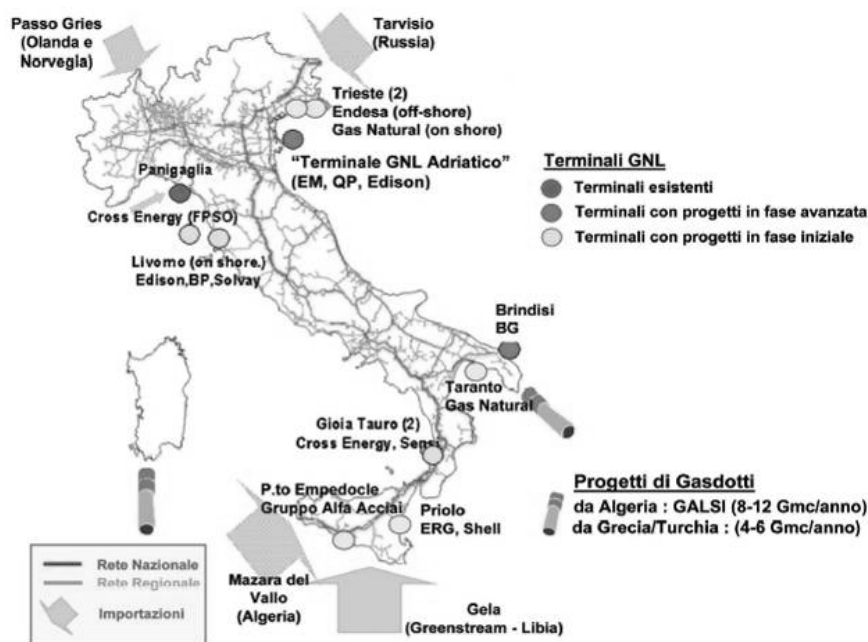 Passo Gries
(Olanda e
Norvegia)
Tarvisio
(Russia)
Trieste (2)
Endesa (off-shore)
Gas Natural (on shore)
"Terminale GNL Adriatico"
(EM, QP, Edison)
Panigaglia
Cross Energy (FPSO)
Livorno (on shore.)
Edison,BP,Solvay
Terminali GNL
Terminali esistenti
Terminali con progetti in fase avanzata
Terminali con progetti in fase iniziale
Brindisi
BG
Taranto
Gas Natural
Gioia Tauro (2)
Cross Energy, Sensi
P.to Empedocle
Gruppo Alfa Acciai
Priolo
ERG, Shell
Progetti di Gasdotti
da Algeria : GALSI (8-12 Gmc/anno)
da Grecia/Turchia : (4-6 Gmc/anno)
Rete Nazionale
Rete Regionale
Importazioni
Mazara del
Vallo
(Algeria)
Gela
(Greenstream - Libia)